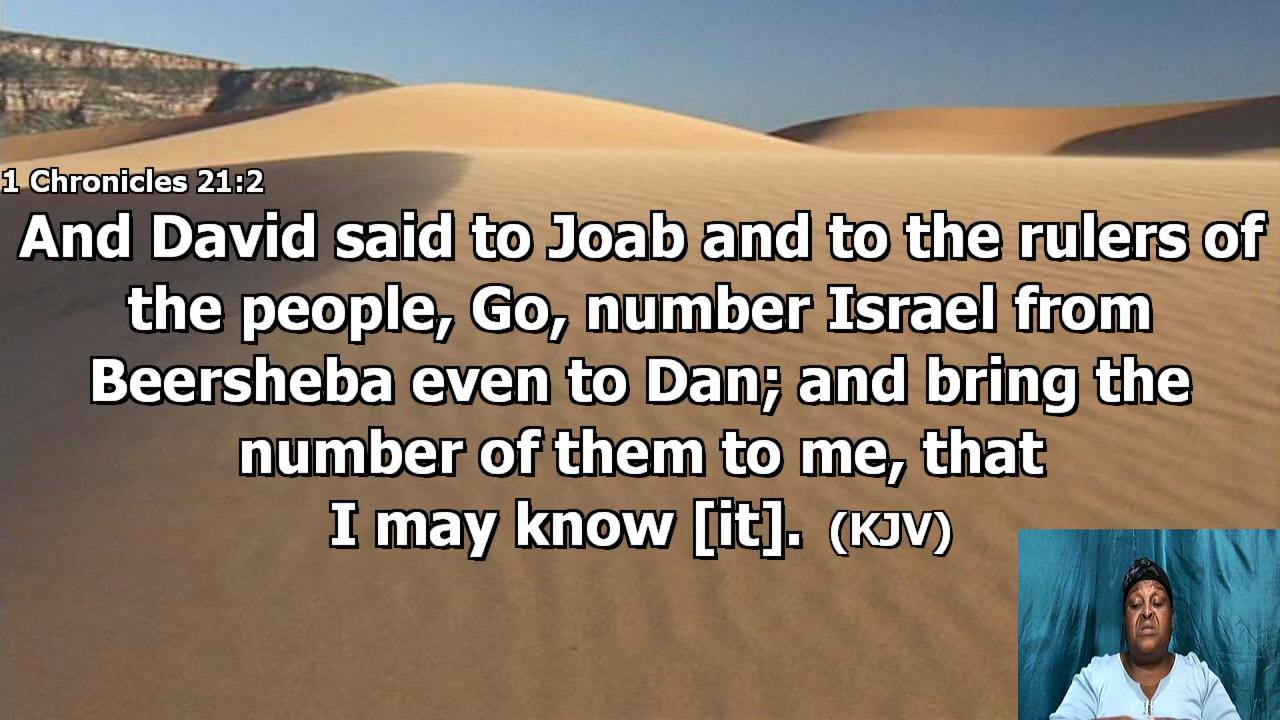 1 Chronicles 21:2
And David said to Joab and to the rulers of
the people, Go, number Israel from
Beersheba even to Dan; and bring the
number of them to me, that
I may know [it]. (KJV)